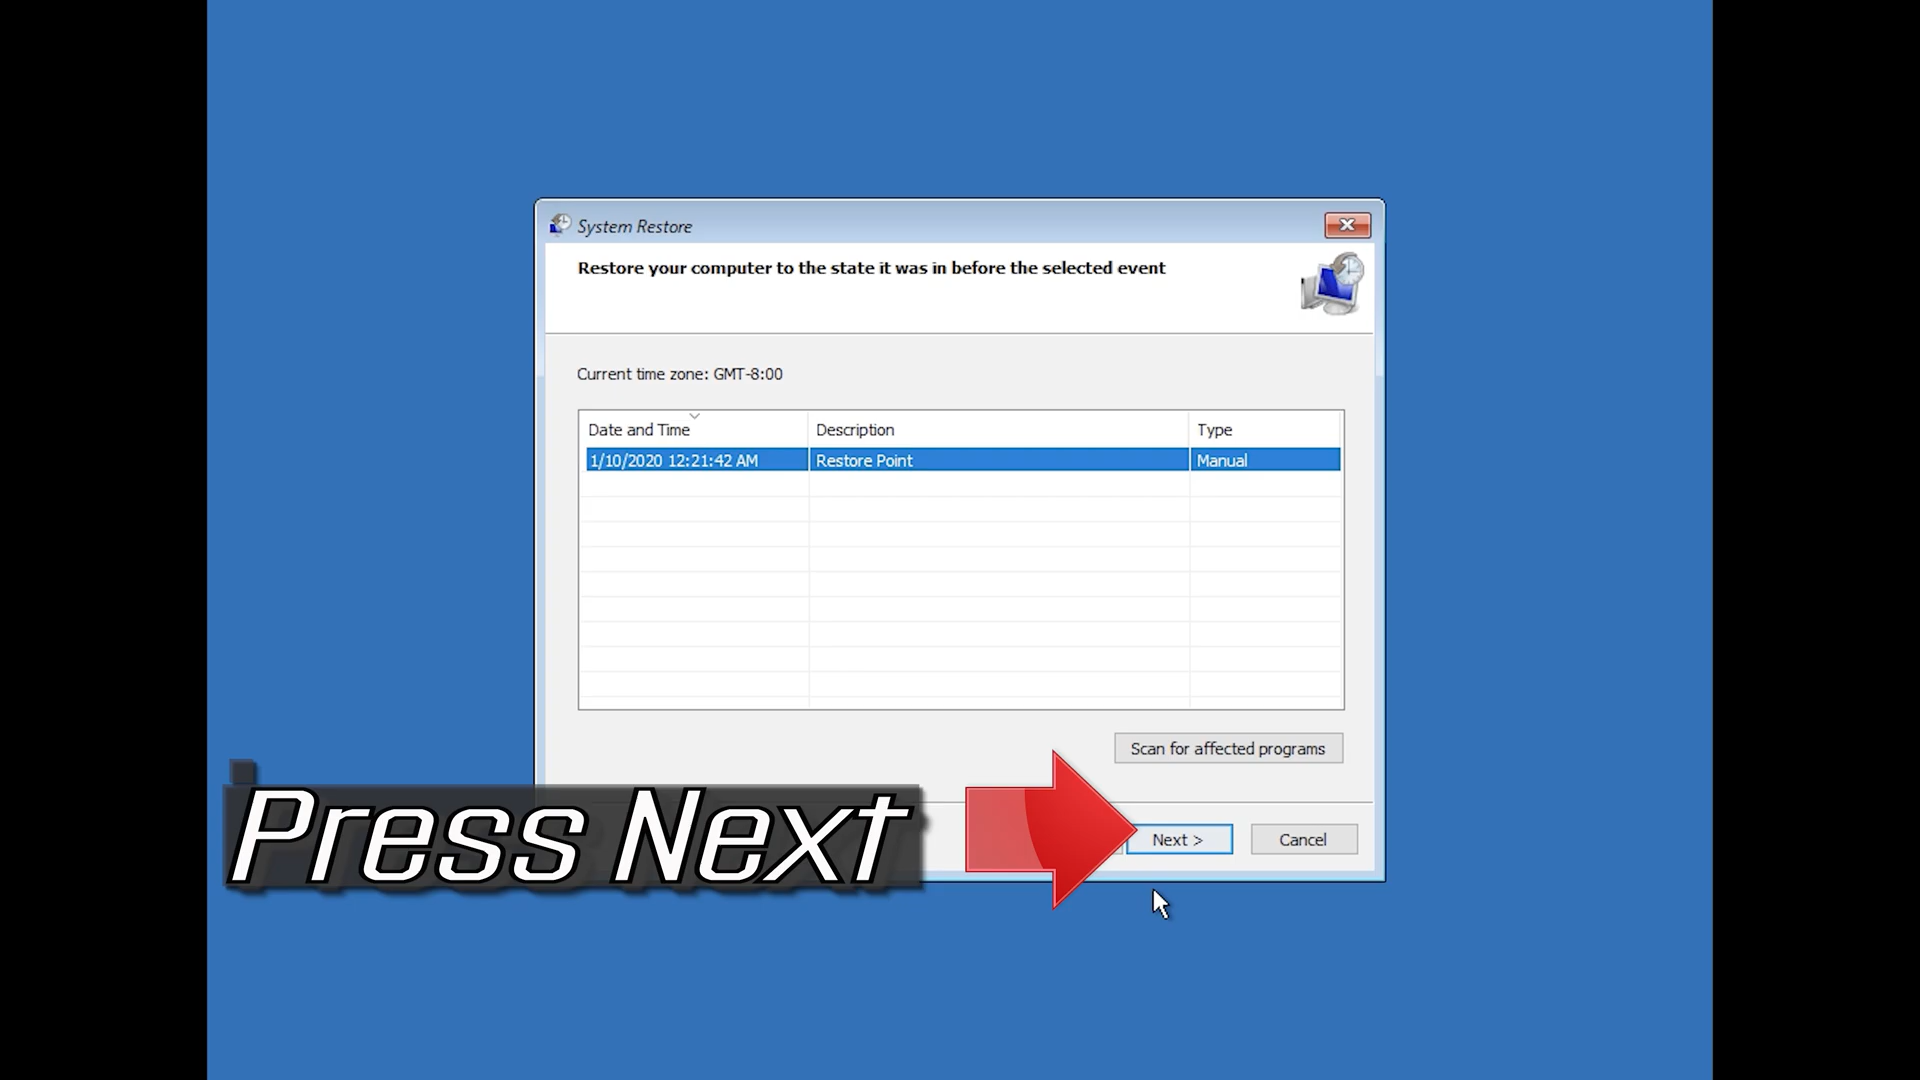 System Restore
Restore your computer to the state it was in before the selected event
Current time zone: GMT-8:00
Date and Time Description Type
1/10/2020 12:21:42 AM Restore Point Manual
Scan for affected programs
Press Next
Next > Cancel